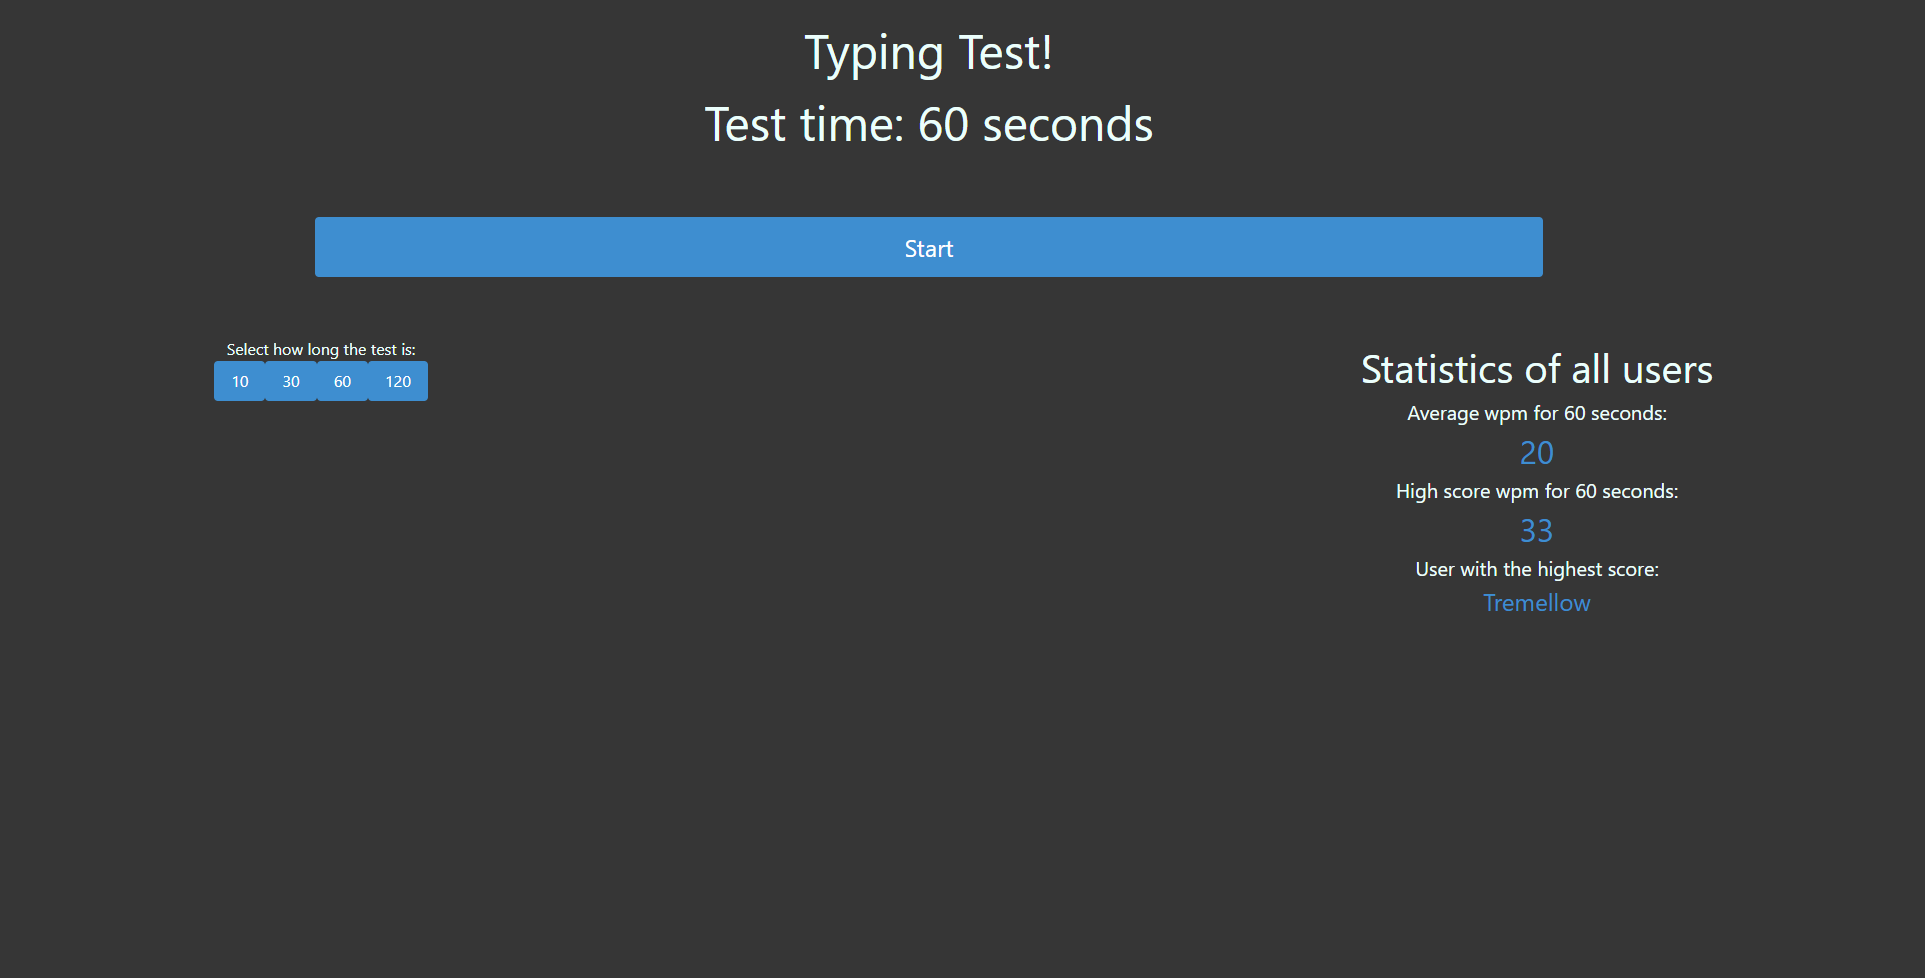 Typing Test!
Test time: 60 seconds
Start
Select how long the test is:
10 30 60 120
Statistics of all users
Average wpm for 60 seconds:
20
High score wpm for 60 seconds:
33
User with the highest score:
Tremellow